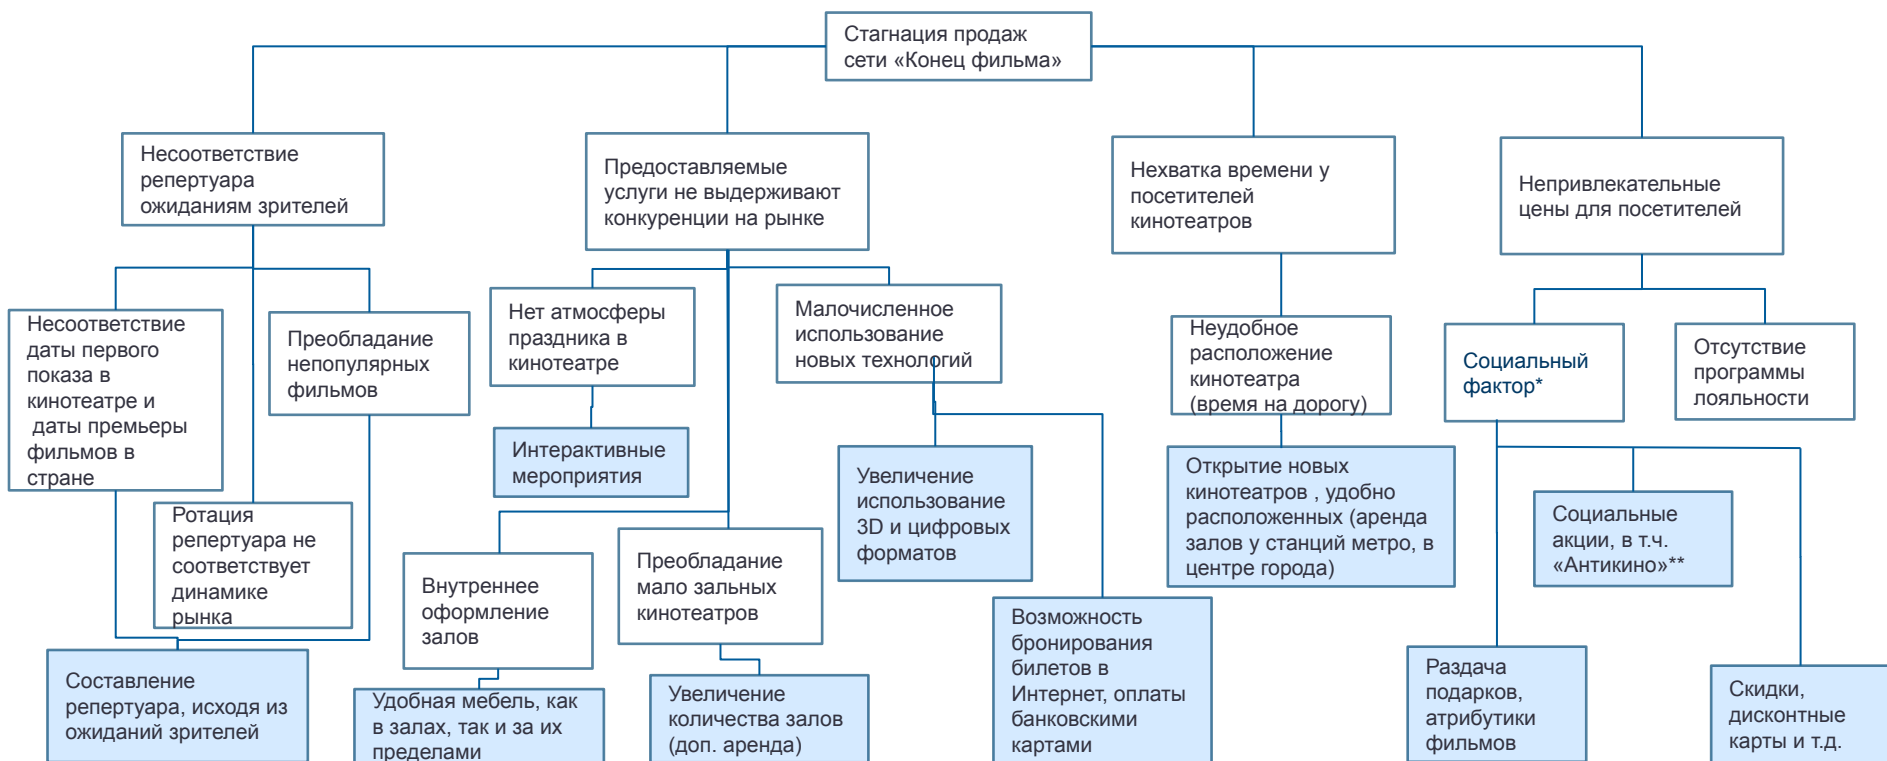 Стагнация продаж
сети «Конец фильма»
Несоответствие
репертуара
ожиданиям зрителей
Предоставляемые
услуги не выдерживают
конкуренции на рынке
Нехватка времени у
посетителей
кинотеатров
Непривлекательные
цены для посетителей
Несоответствие
даты первого
показа в
кинотеатре и
даты премьеры
фильмов в
стране
Преобладание
непопулярных
фильмов
Нет атмосферы
праздника в
кинотеатре
Малочисленное
использование
новых технологий
Неудобное
расположение
кинотеатра
(время на дорогу)
Социальный
фактор*
Отсутствие
программы
лояльности
Интерактивные
мероприятия
Увеличение
использование
3D и цифровых
форматов
Открытие новых
кинотеатров , удобно
расположенных (аренда
залов у станций метро, в
центре города)
Социальные
акции, в т.ч.
«Антикино»**
Ротация
репертуара не
соответствует
динамике
рынка
Внутреннее
оформление
залов
Преобладание
мало зальных
кинотеатров
Возможность
бронирования
билетов в
Интернет, оплаты
банковскими
картами
Составление
репертуара, исходя из
ожиданий зрителей
Удобная мебель, как
в залах, так и за их
пределами
Увеличение
количества залов
(доп. аренда)
Раздача
подарков,
атрибутики
фильмов
Скидки,
дисконтные
карты и т.д.